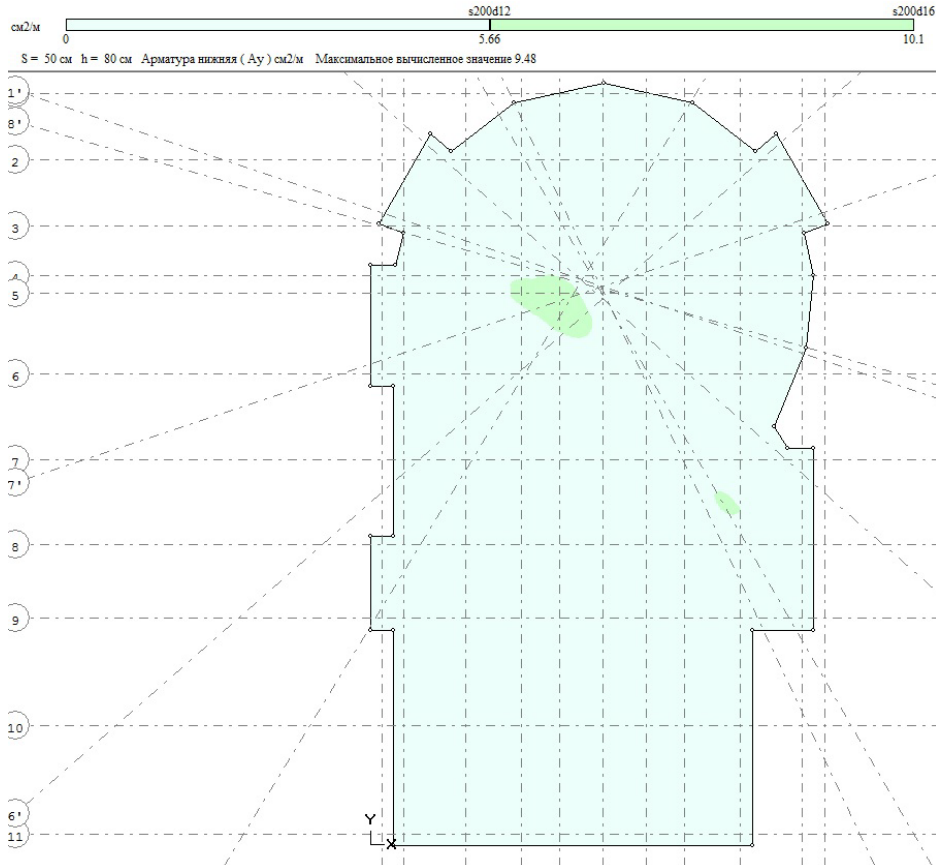 s200d12 s200d16
см2/м
0 5.66 10.1
S = 50 см h = 80 см Арматура нижняя ( Ау ) см2/м Максимальное вычисленное значение 9.48
1'
8'
2
3
4
5
6
7
7'
8
9
10
6'
11
Y
X